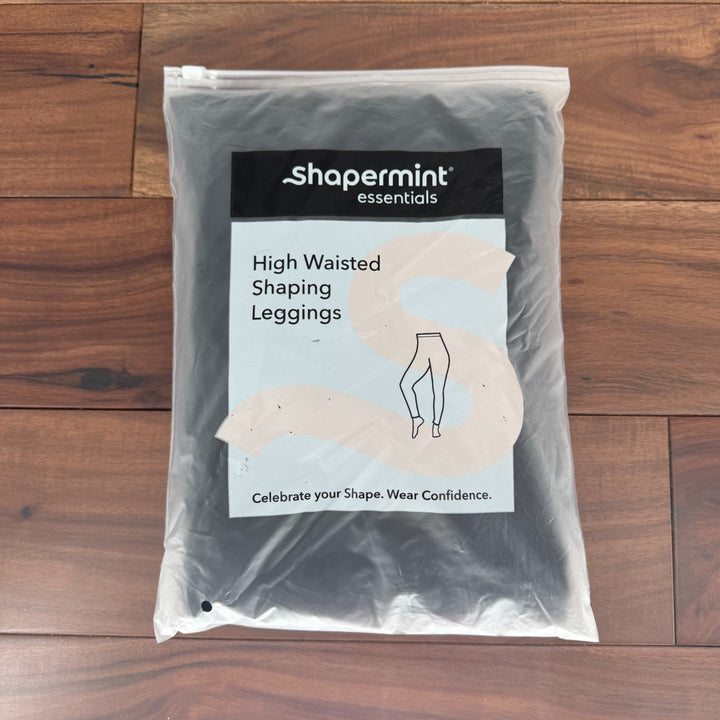 shapermint®
essentials
High Waisted
Shaping
Leggings
Celebrate your Shape. Wear Confidence.